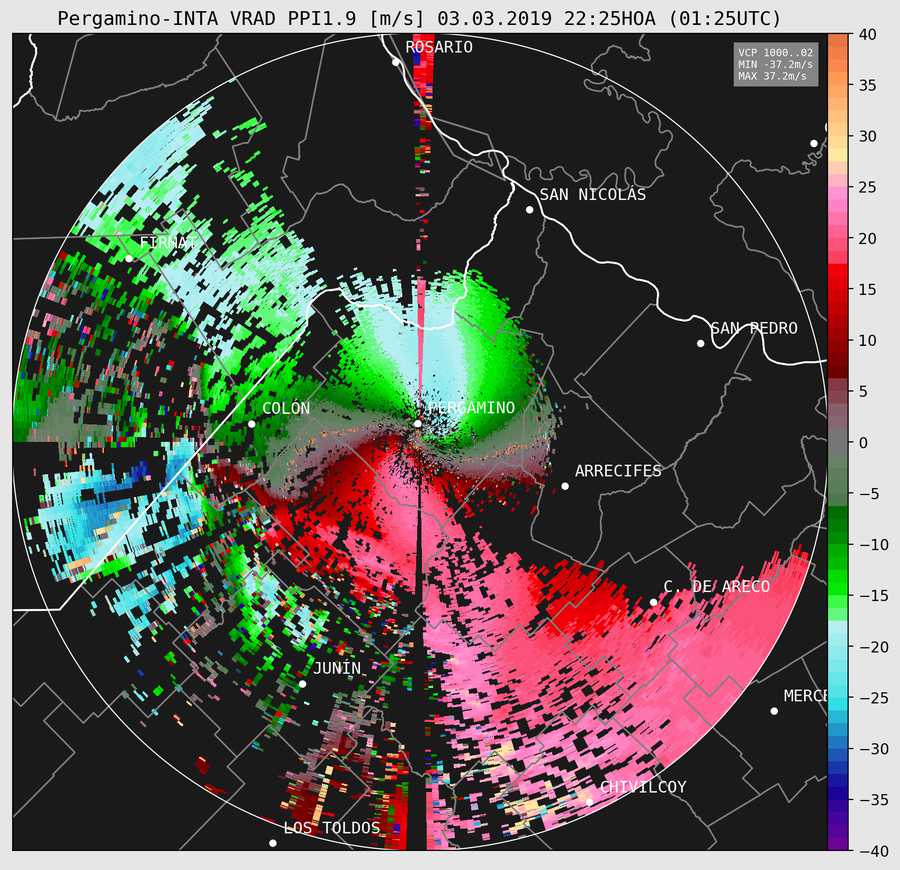 Pergamino-INTA VRAD PPI1.9 [m/s] 03.03.2019 22:25HOA (01:25UTC)
VCP 1000..02
MIN -37.2m/s
MAX 37.2m/s
ROSARIO
SAN NICOLÁS
FIRMAT
SAN PEDRO
COLÓN
PERGAMINO
ARRECIFES
C. DE ARECO
JUNÍN
MERCE
CHIVILCOY
LOS TOLDOS
40
35
30
25
20
15
10
5
0
−5
−10
−15
−20
−25
−30
−35
−40